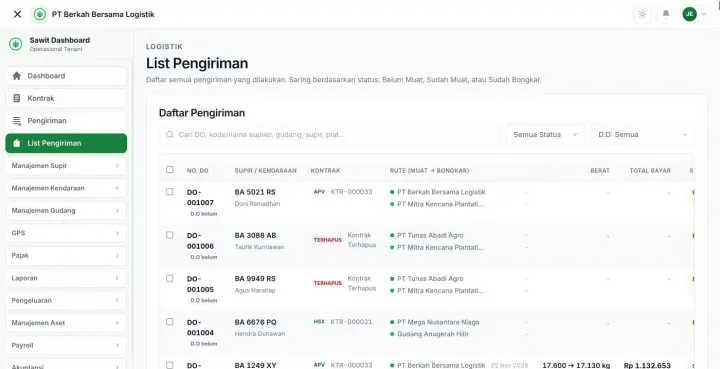 PT Berkah Bersama Logistik
JE
Sawit Dashboard
Operasional Tenant
Dashboard
Kontrak
Pengiriman
List Pengiriman
Manajemen Supir
Manajemen Kendaraan
Manajemen Gudang
GPS
Pajak
Laporan
Pengeluaran
Manajemen Aset
Payroll
Akuntansi
LOGISTIK
List Pengiriman
Daftar semua pengiriman yang dilakukan. Saring berdasarkan status: Belum Muat, Sudah Muat, atau Sudah Bongkar.
Daftar Pengiriman
Cari DO, kode/nama suplier, gudang, supir, plat...
Semua Status
D.O: Semua
NO. DO SUPIR / KENDARAAN KONTRAK RUTE (MUAT → BONGKAR) BERAT TOTAL BAYAR
DO-001007 BA 5021 RS APV KTR-000033 PT Berkah Bersama Logistik - - -
D.O belum Doni Ramadhan PT Mitra Kencana Plantati... -
DO-001006 BA 3088 AB TERHAPUS Kontrak Terhapus PT Tunas Abadi Agro - - -
D.O belum Taufik Kurniawan PT Mitra Kencana Plantati... -
DO-001005 BA 9949 RS TERHAPUS Kontrak Terhapus PT Tunas Abadi Agro - - -
D.O belum Agus Harahap PT Mitra Kencana Plantati... -
DO-001004 BA 6676 PQ HSX KTR-000021 PT Mega Nusantara Niaga - - -
D.O belum Hendra Gunawan Gudang Anugerah Hilir -
DO- BA 1249 XY APV KTR-000033 PT Berkah Bersama Logistik 02 Nov 2026 17.600 → 17.130 kg Rp 1.132.653